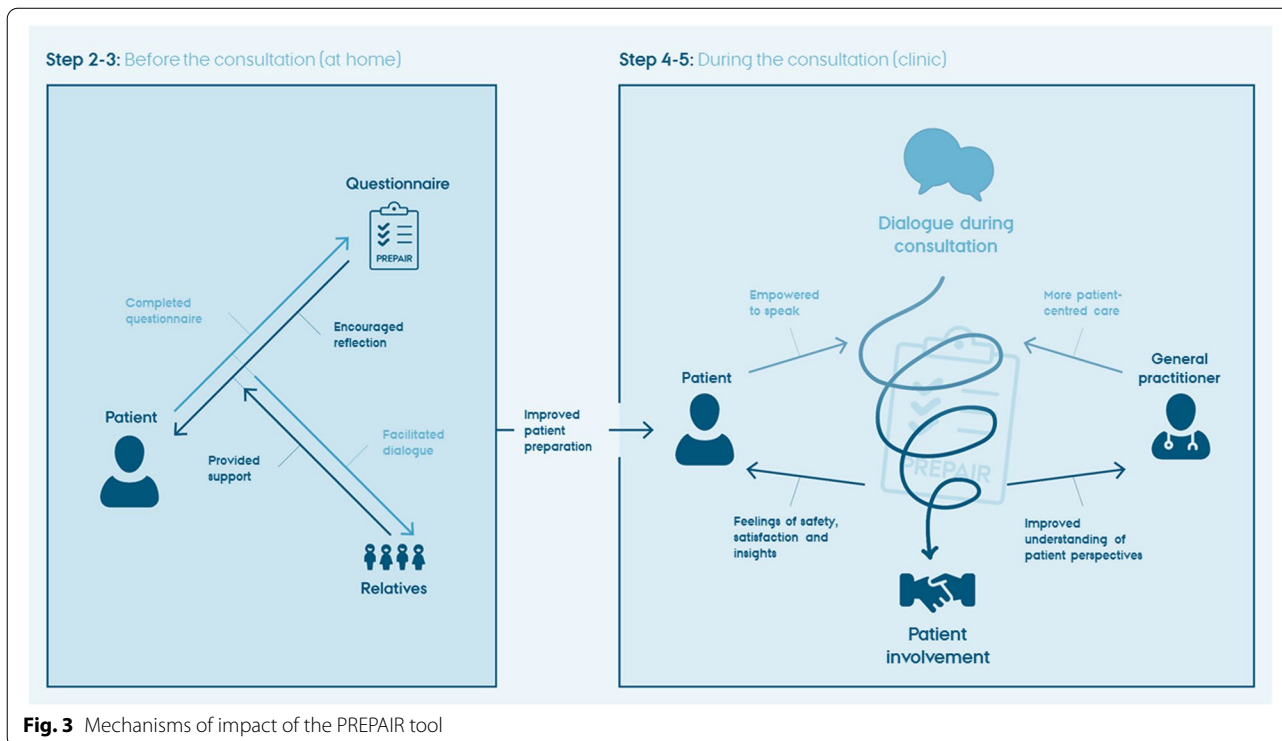 Step 2-3: Before the consultation (at home)
Questionnaire
PREPAIR
Completed
questionnaire
Encouraged
reflection
Patient
Facilitated
dialogue
Provided
support
Relatives
Improved
patient
preparation
Step 4-5: During the consultation (clinic)
Dialogue during
consultation
Empowered
to speak
More patient-
centred care
Patient
General
practitioner
PREPAIR
Feelings of safety,
satisfaction and
insights
Improved
understanding of
patient perspectives
Patient
involvement
Fig. 3 Mechanisms of impact of the PREPAIR tool